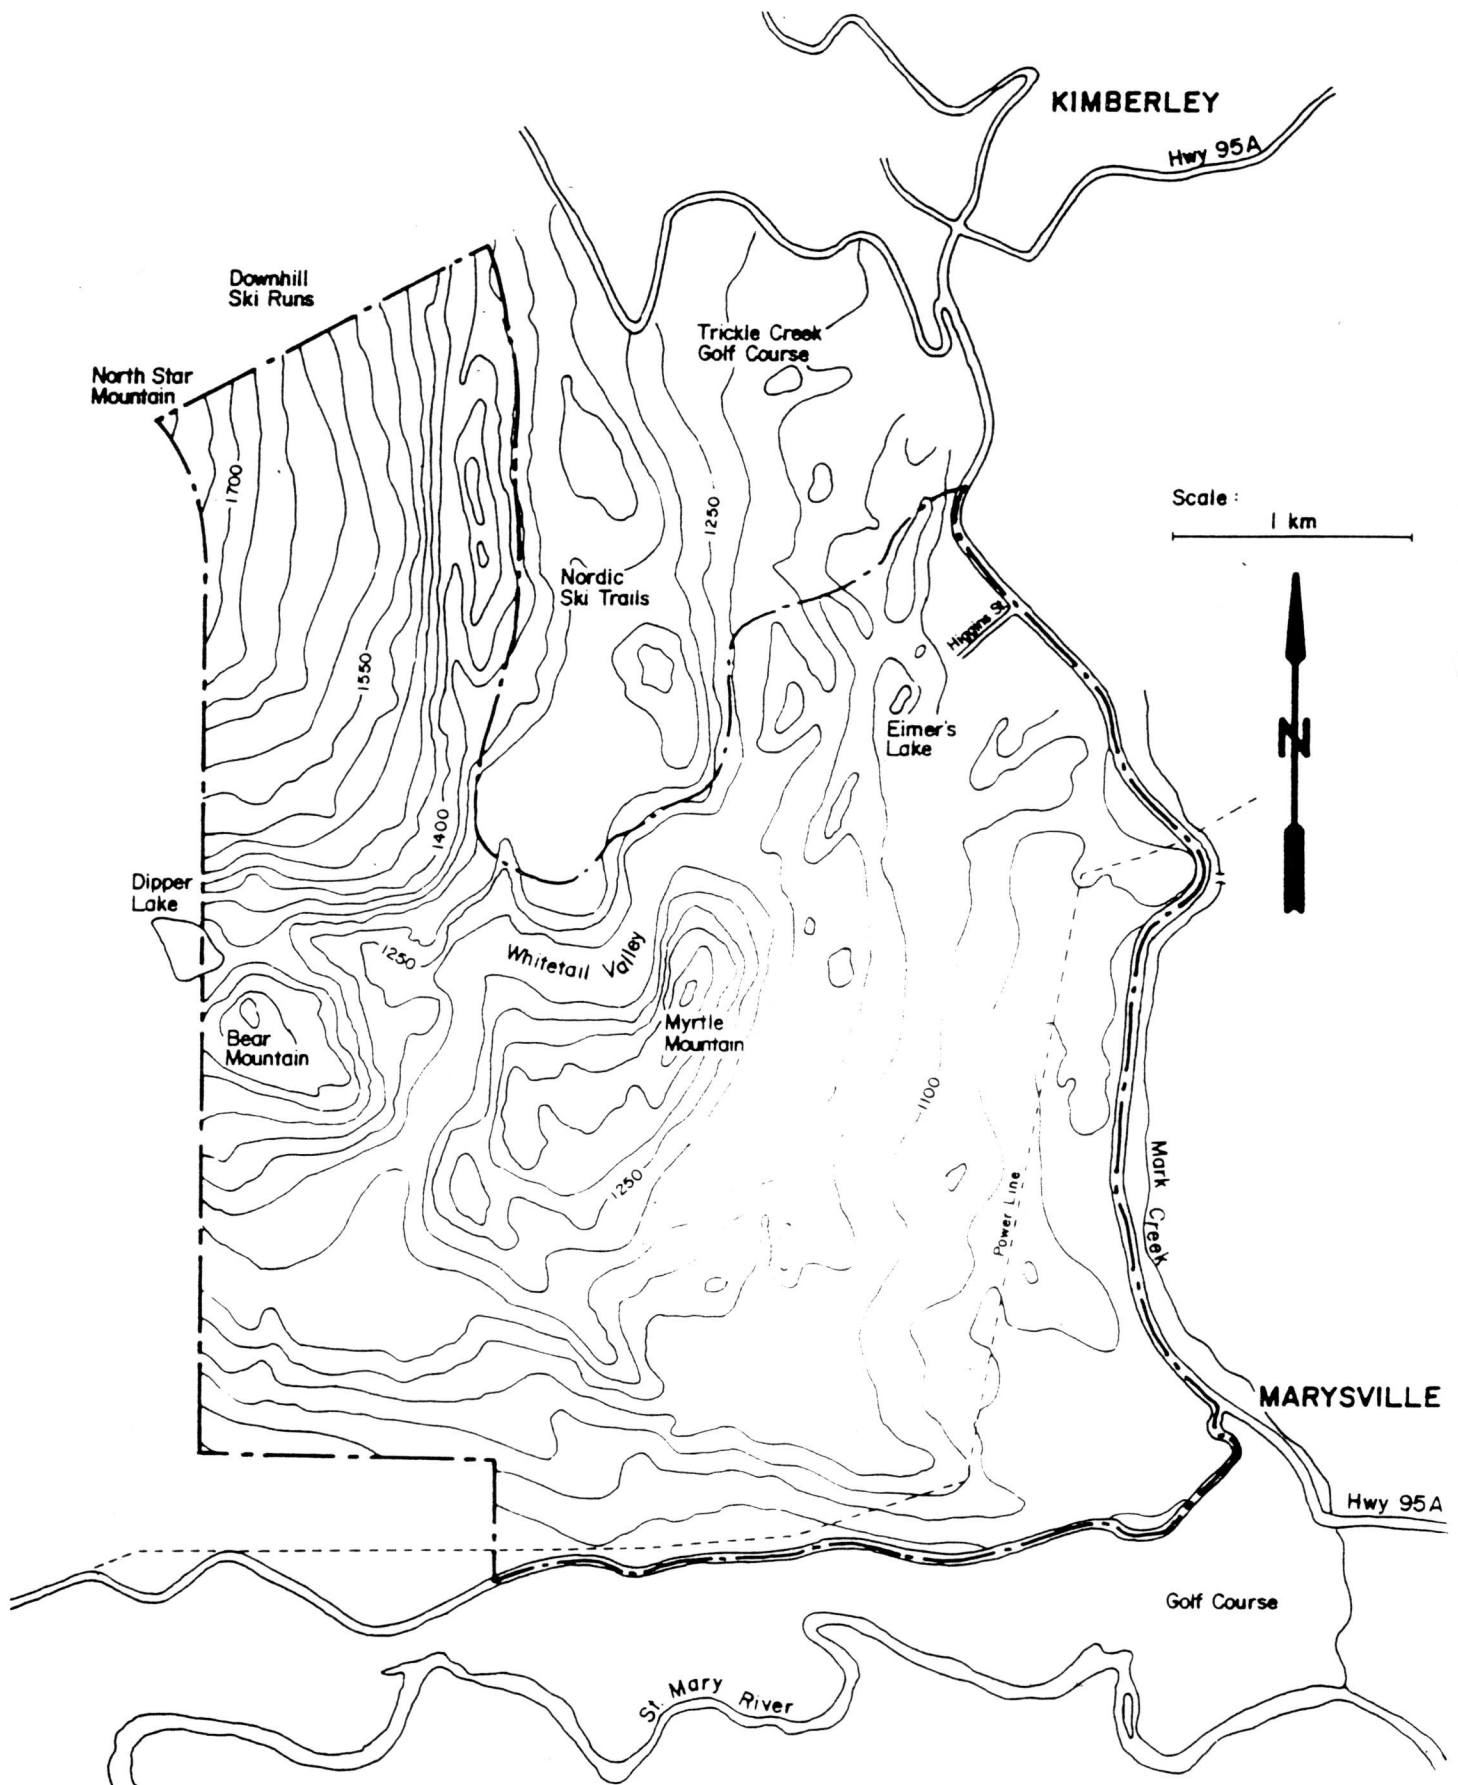 KIMBERLEY
Hwy 95A
Downhill
Ski Runs
Trickle Creek
Golf Course
North Star
Mountain
1700
1250
Scale :
1 km
Nordic
Ski Trails
Higgins St.
1550
Eimer's
Lake
N
1400
Dipper
Lake
1250
Whitetail Valley
Myrtle
Mountain
Bear
Mountain
1100
Mark Creek
1250
Power Line
MARYSVILLE
Hwy 95A
Golf Course
St. Mary River